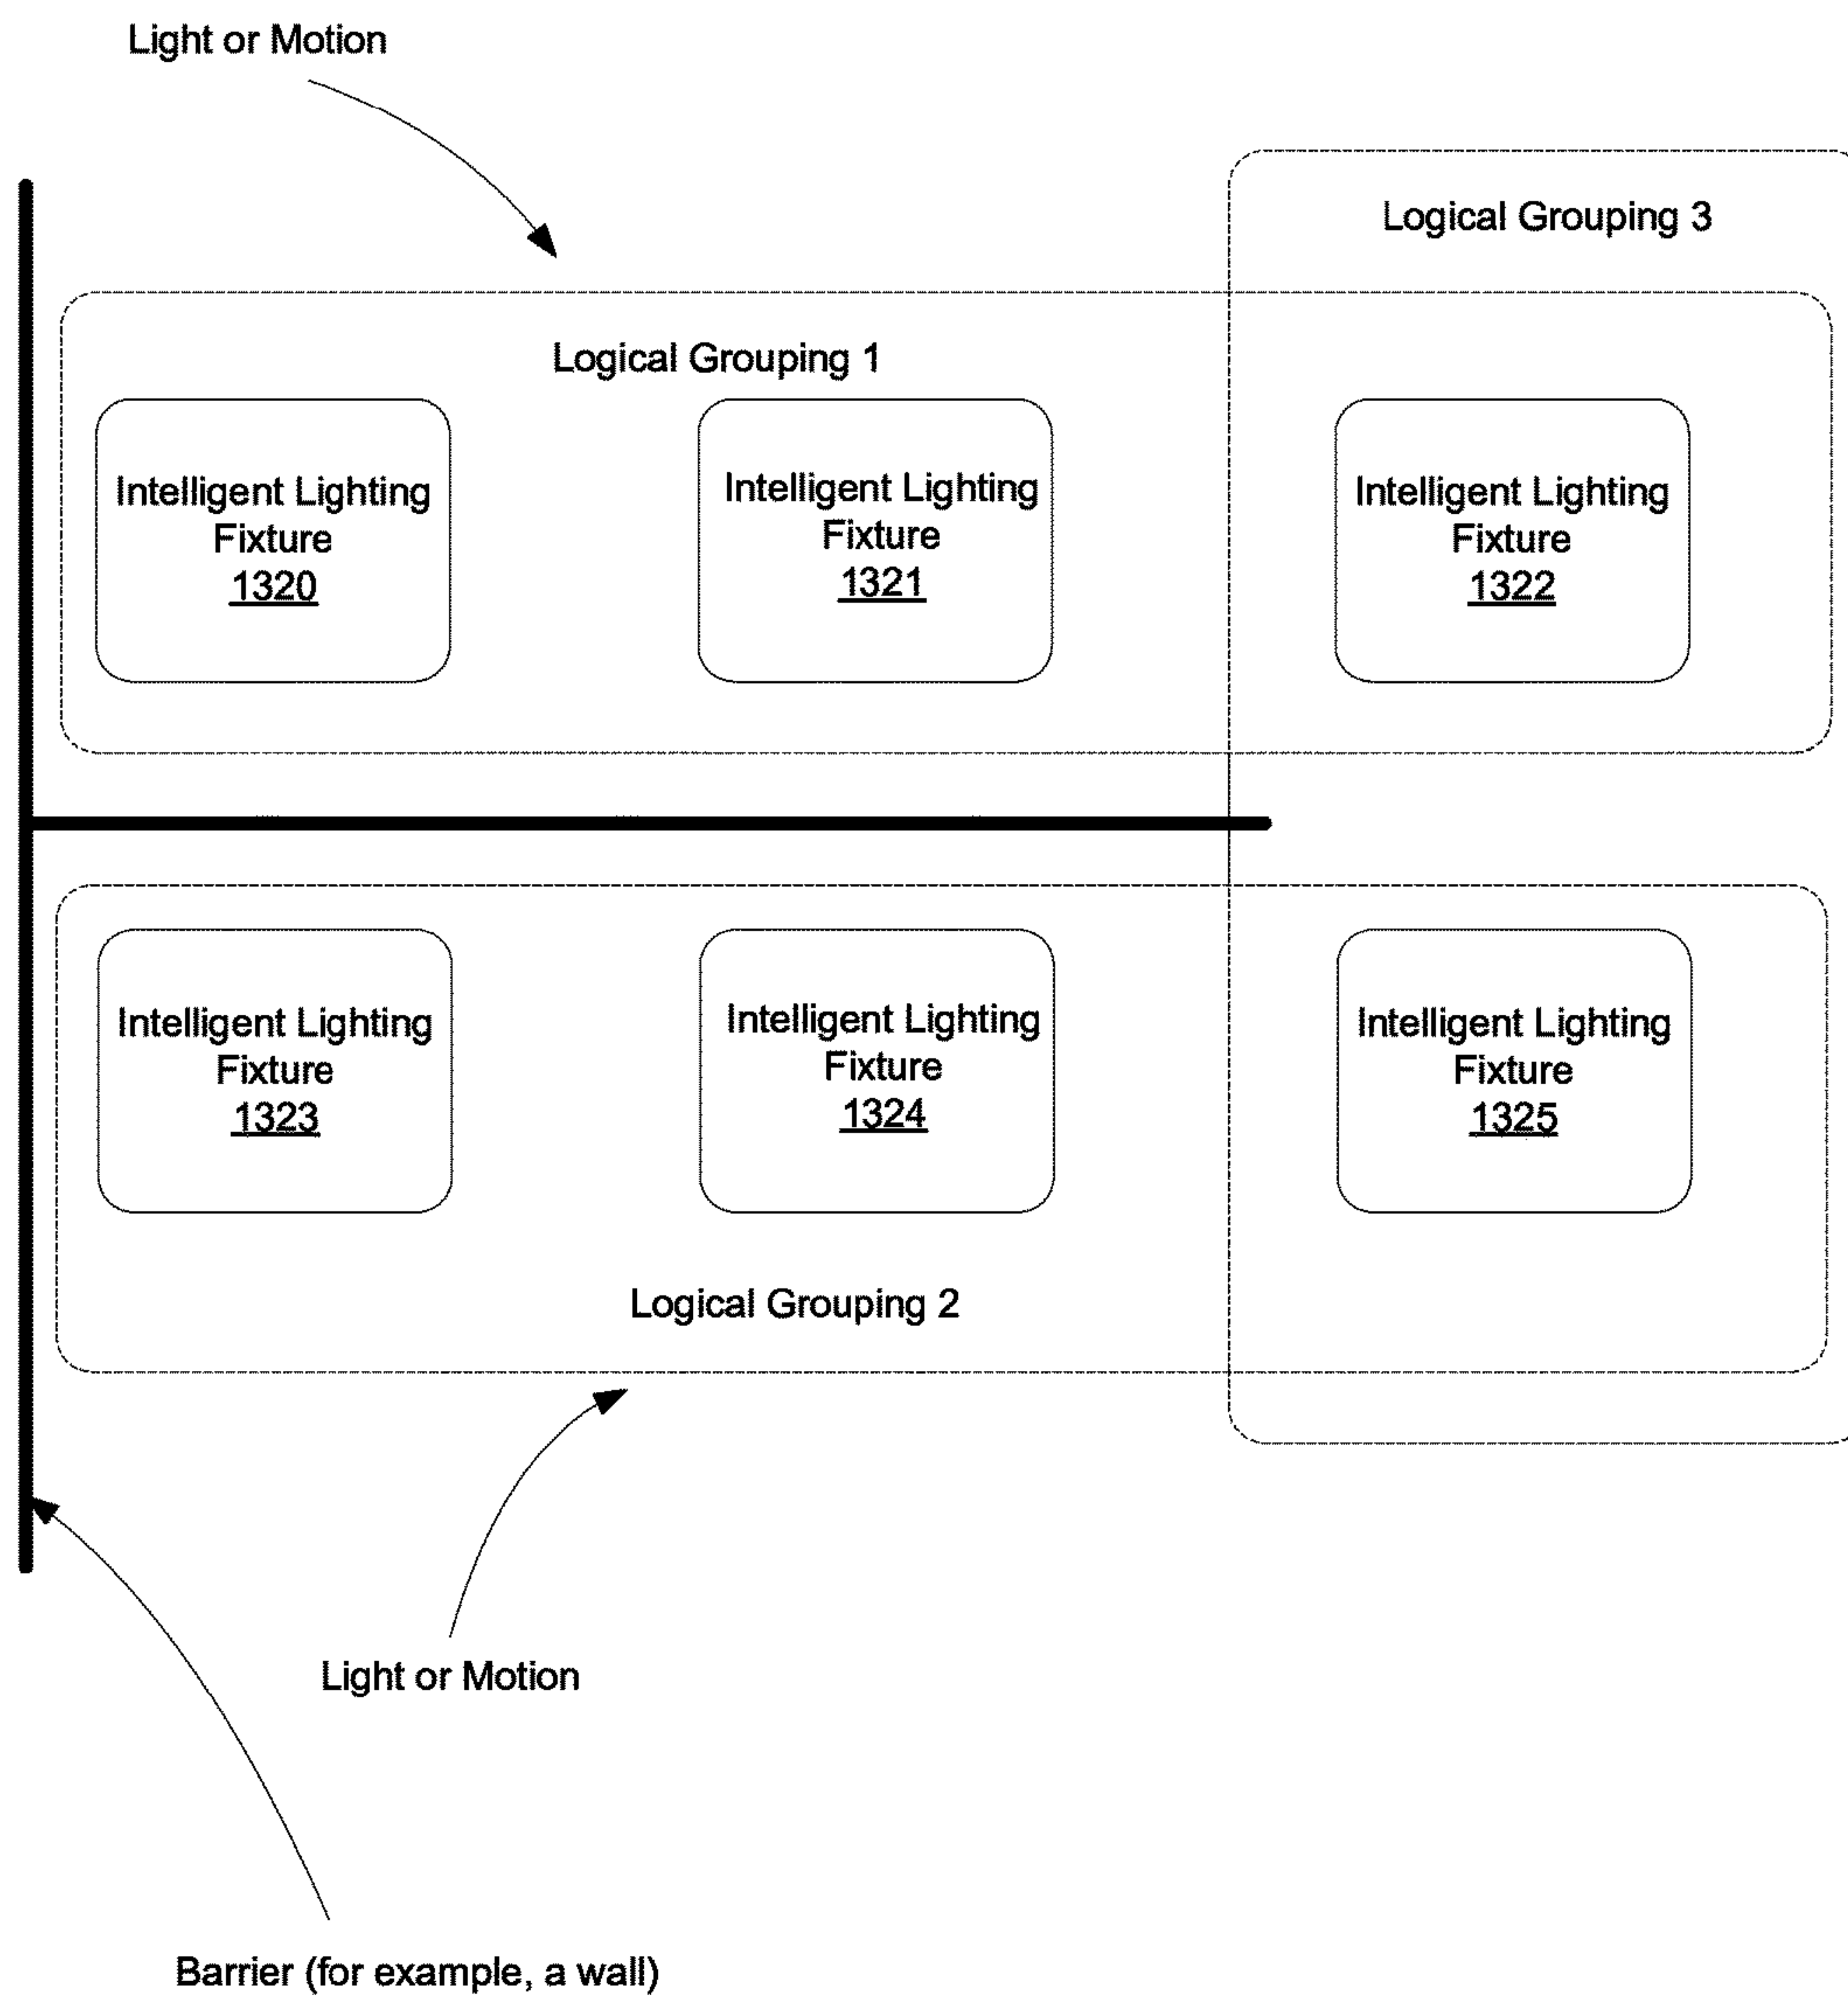 Light or Motion
Logical Grouping 3
Logical Grouping 1
Intelligent Lighting
Fixture
1320
Intelligent Lighting
Fixture
1321
Intelligent Lighting
Fixture
1322
Intelligent Lighting
Fixture
1323
Intelligent Lighting
Fixture
1324
Intelligent Lighting
Fixture
1325
Logical Grouping 2
Light or Motion
Barrier (for example, a wall)